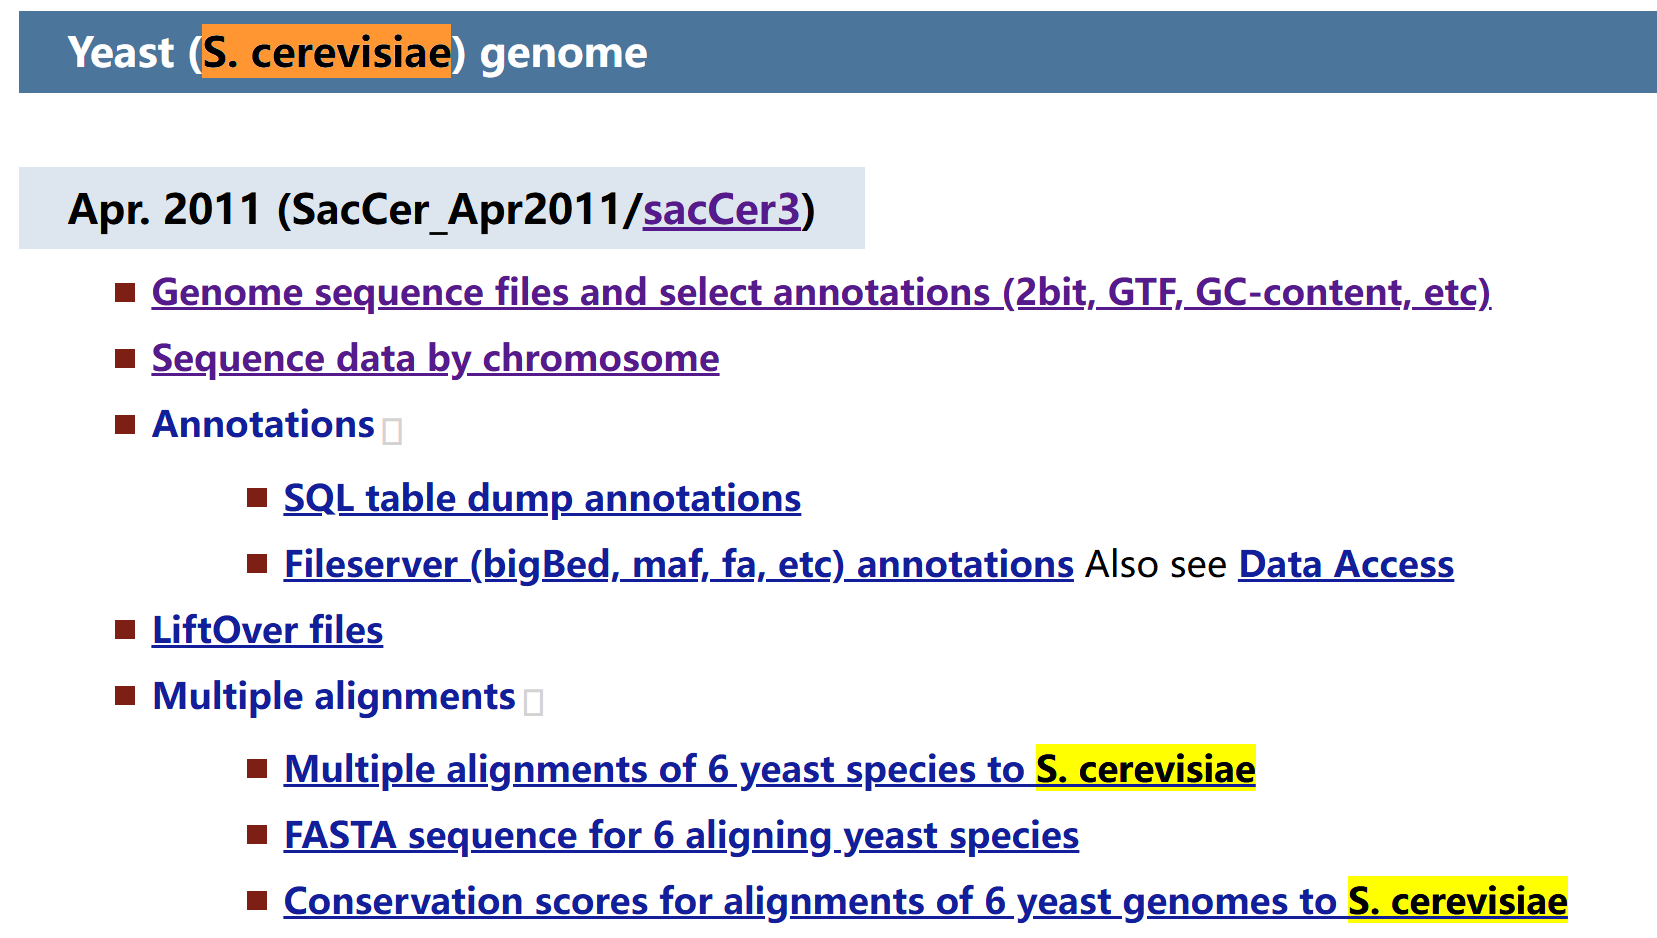 Yeast (S. cerevisiae) genome
Apr. 2011 (SacCer_Apr2011/sacCer3)
Genome sequence files and select annotations (2bit, GTF, GC-content, etc)
Sequence data by chromosome
Annotations
SQL table dump annotations
Fileserver (bigBed, maf, fa, etc) annotations Also see Data Access
LiftOver files
Multiple alignments
Multiple alignments of 6 yeast species to S. cerevisiae
FASTA sequence for 6 aligning yeast species
Conservation scores for alignments of 6 yeast genomes to S. cerevisiae